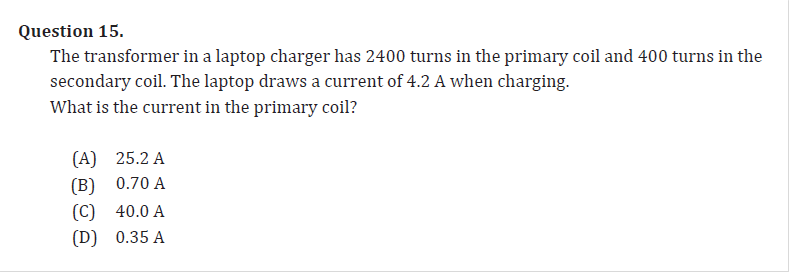 Question 15.
The transformer in a laptop charger has 2400 turns in the primary coil and 400 turns in the
secondary coil. The laptop draws a current of 4.2 A when charging.
What is the current in the primary coil?
(A) 25.2 A
(B) 0.70 A
(C) 40.0 A
(D) 0.35 A